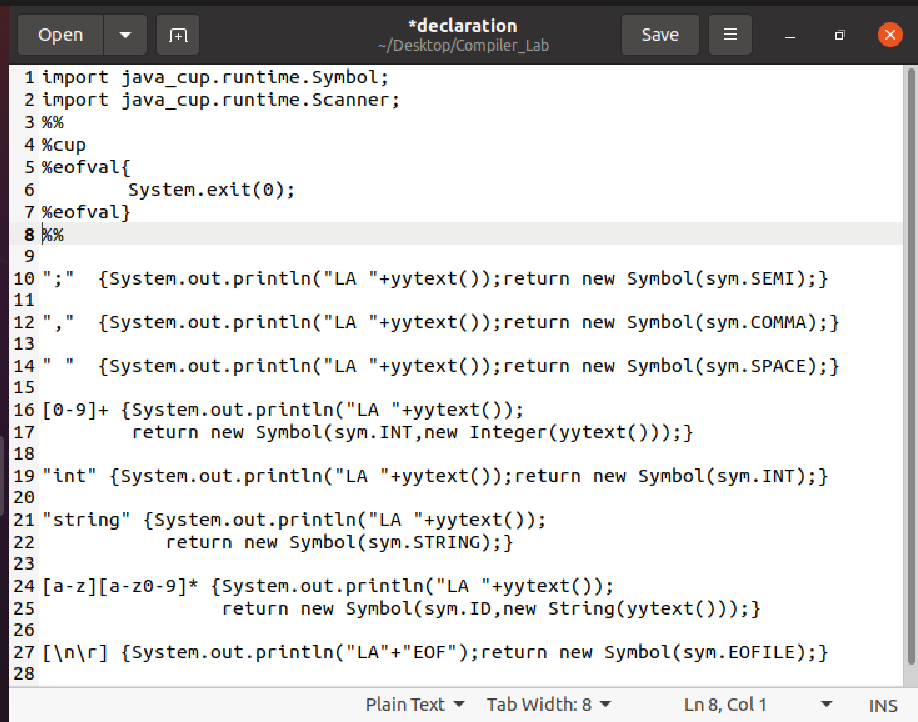 Open
*declaration
~/Desktop/Compiler_Lab
Save
1 import java_cup.runtime.Symbol;
2 import java_cup.runtime.Scanner;
3 %%
4 %cup
5 %eofval{
6         System.exit(0);
7 %eofval}
8 %%
9
10 ";"  {System.out.println("LA "+yytext());return new Symbol(sym.SEMI);}
11
12 ","  {System.out.println("LA "+yytext());return new Symbol(sym.COMMA);}
13
14 " "  {System.out.println("LA "+yytext());return new Symbol(sym.SPACE);}
15
16 [0-9]+ {System.out.println("LA "+yytext());
17         return new Symbol(sym.INT,new Integer(yytext()));}
18
19 "int" {System.out.println("LA "+yytext());return new Symbol(sym.INT);}
20
21 "string" {System.out.println("LA "+yytext());
22            return new Symbol(sym.STRING);}
23
24 [a-z][a-z0-9]* {System.out.println("LA "+yytext());
25                 return new Symbol(sym.ID,new String(yytext()));}
26
27 [\n\r] {System.out.println("LA"+"EOF");return new Symbol(sym.EOFILE);}
28
Plain Text Tab Width: 8 Ln 8, Col 1 INS